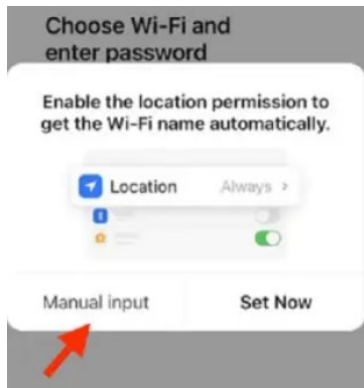 Choose Wi-Fi and
enter password
Enable the location permission to
get the Wi-Fi name automatically.
Location Always >
Manual input Set Now